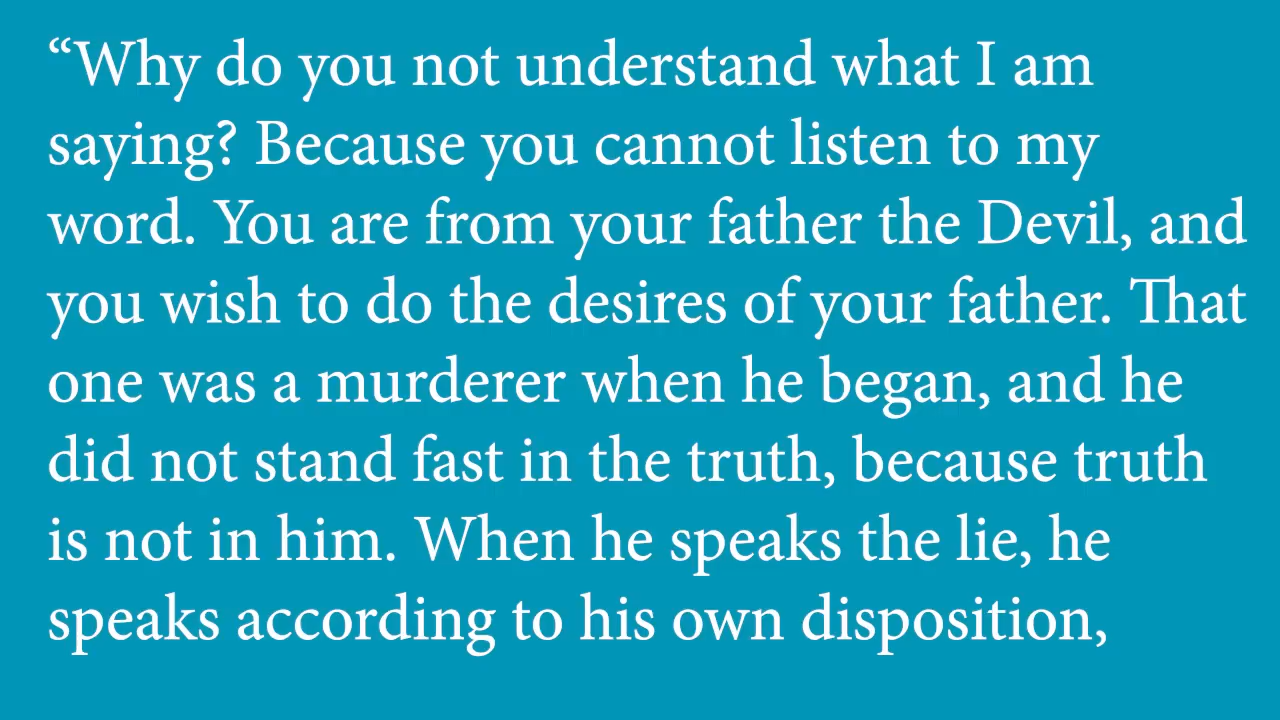 “Why do you not understand what I am
saying? Because you cannot listen to my
word. You are from your father the Devil, and
you wish to do the desires of your father. That
one was a murderer when he began, and he
did not stand fast in the truth, because truth
is not in him. When he speaks the lie, he
speaks according to his own disposition,